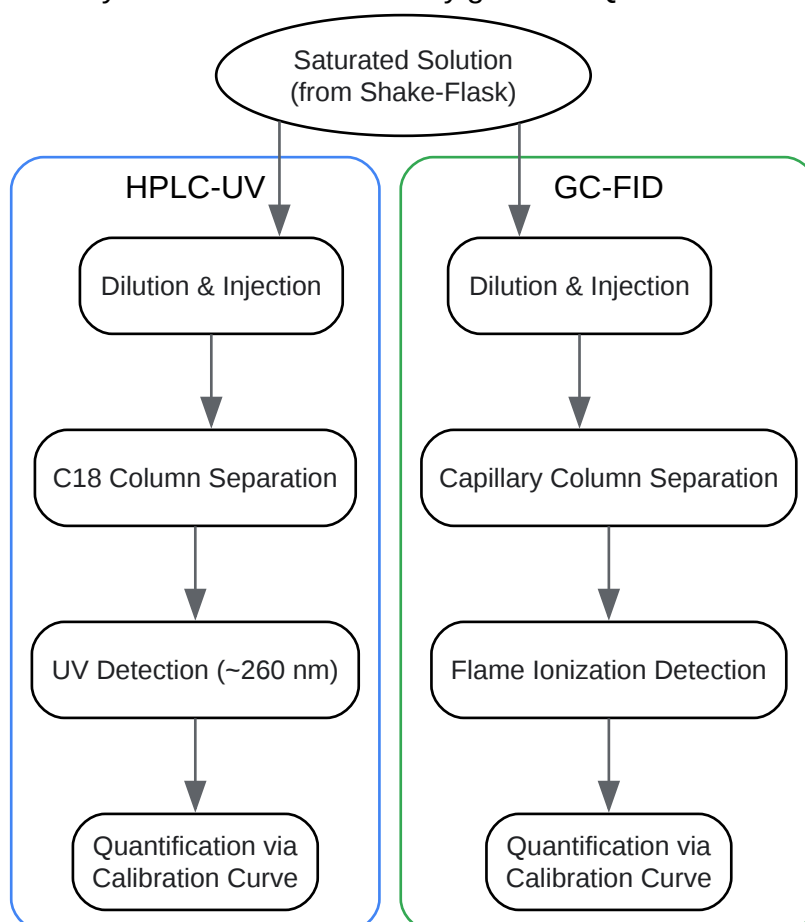 Saturated Solution
(from Shake-Flask)
HPLC-UV
Dilution & Injection
C18 Column Separation
UV Detection (~260 nm)
Quantification via
Calibration Curve
GC-FID
Dilution & Injection
Capillary Column Separation
Flame Ionization Detection
Quantification via
Calibration Curve